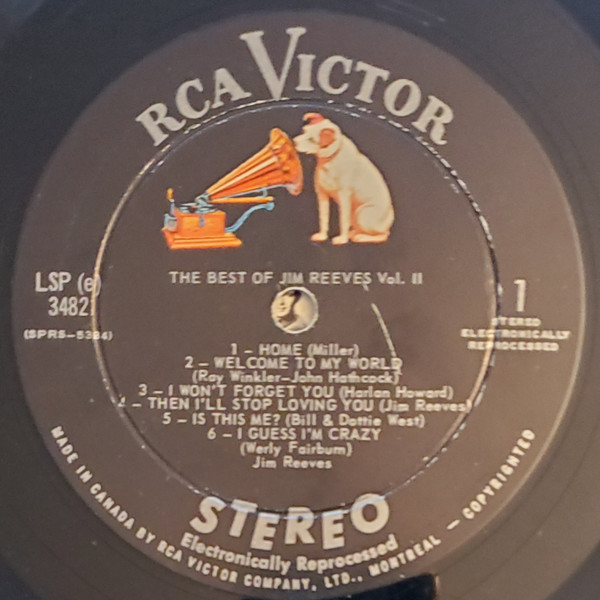 RCA VICTOR
THE BEST OF JIM REEVES Vol. II
LSP (e)
3482
(SPRS-5384)
1
STEREO
ELECTRONICALLY
REPROCESSED
1 – HOME (Miller)
2 – WELCOME TO MY WORLD
(Ray Winkler–John Hathcock)
3 – I WON'T FORGET YOU (Harlan Howard)
4 – THEN I'LL STOP LOVING YOU (Jim Reeves)
5 – IS THIS ME? (Bill & Dottie West)
6 – I GUESS I'M CRAZY
(Werly Fairburn)
Jim Reeves
STEREO
Electronically Reprocessed
MADE IN CANADA BY RCA VICTOR COMPANY, LTD., MONTREAL — COPYRIGHTED